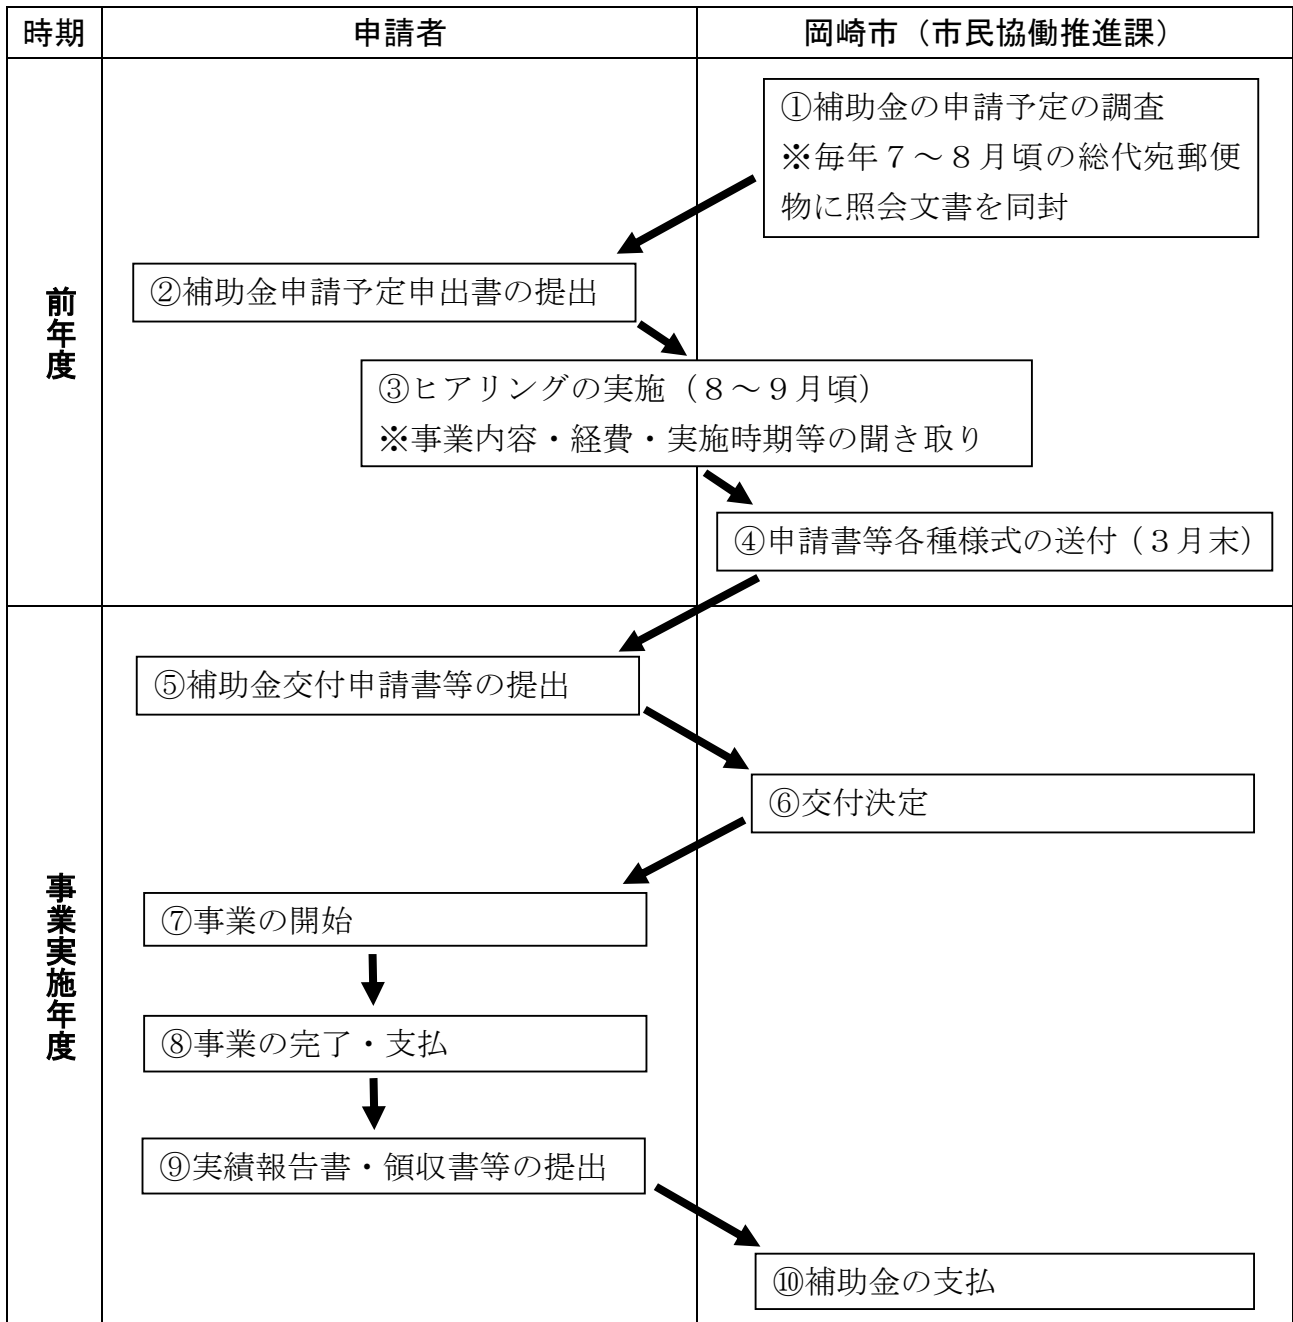 時期
申請者
岡崎市（市民協働推進課）
①補助金の申請予定の調査
※毎年７～８月頃の総代宛郵便
物に照会文書を同封
前年度
②補助金申請予定申出書の提出
③ヒアリングの実施（８～９月頃）
※事業内容・経費・実施時期等の聞き取り
④申請書等各種様式の送付（３月末）
事業実施年度
⑤補助金交付申請書等の提出
⑥交付決定
⑦事業の開始
⑧事業の完了・支払
⑨実績報告書・領収書等の提出
⑩補助金の支払